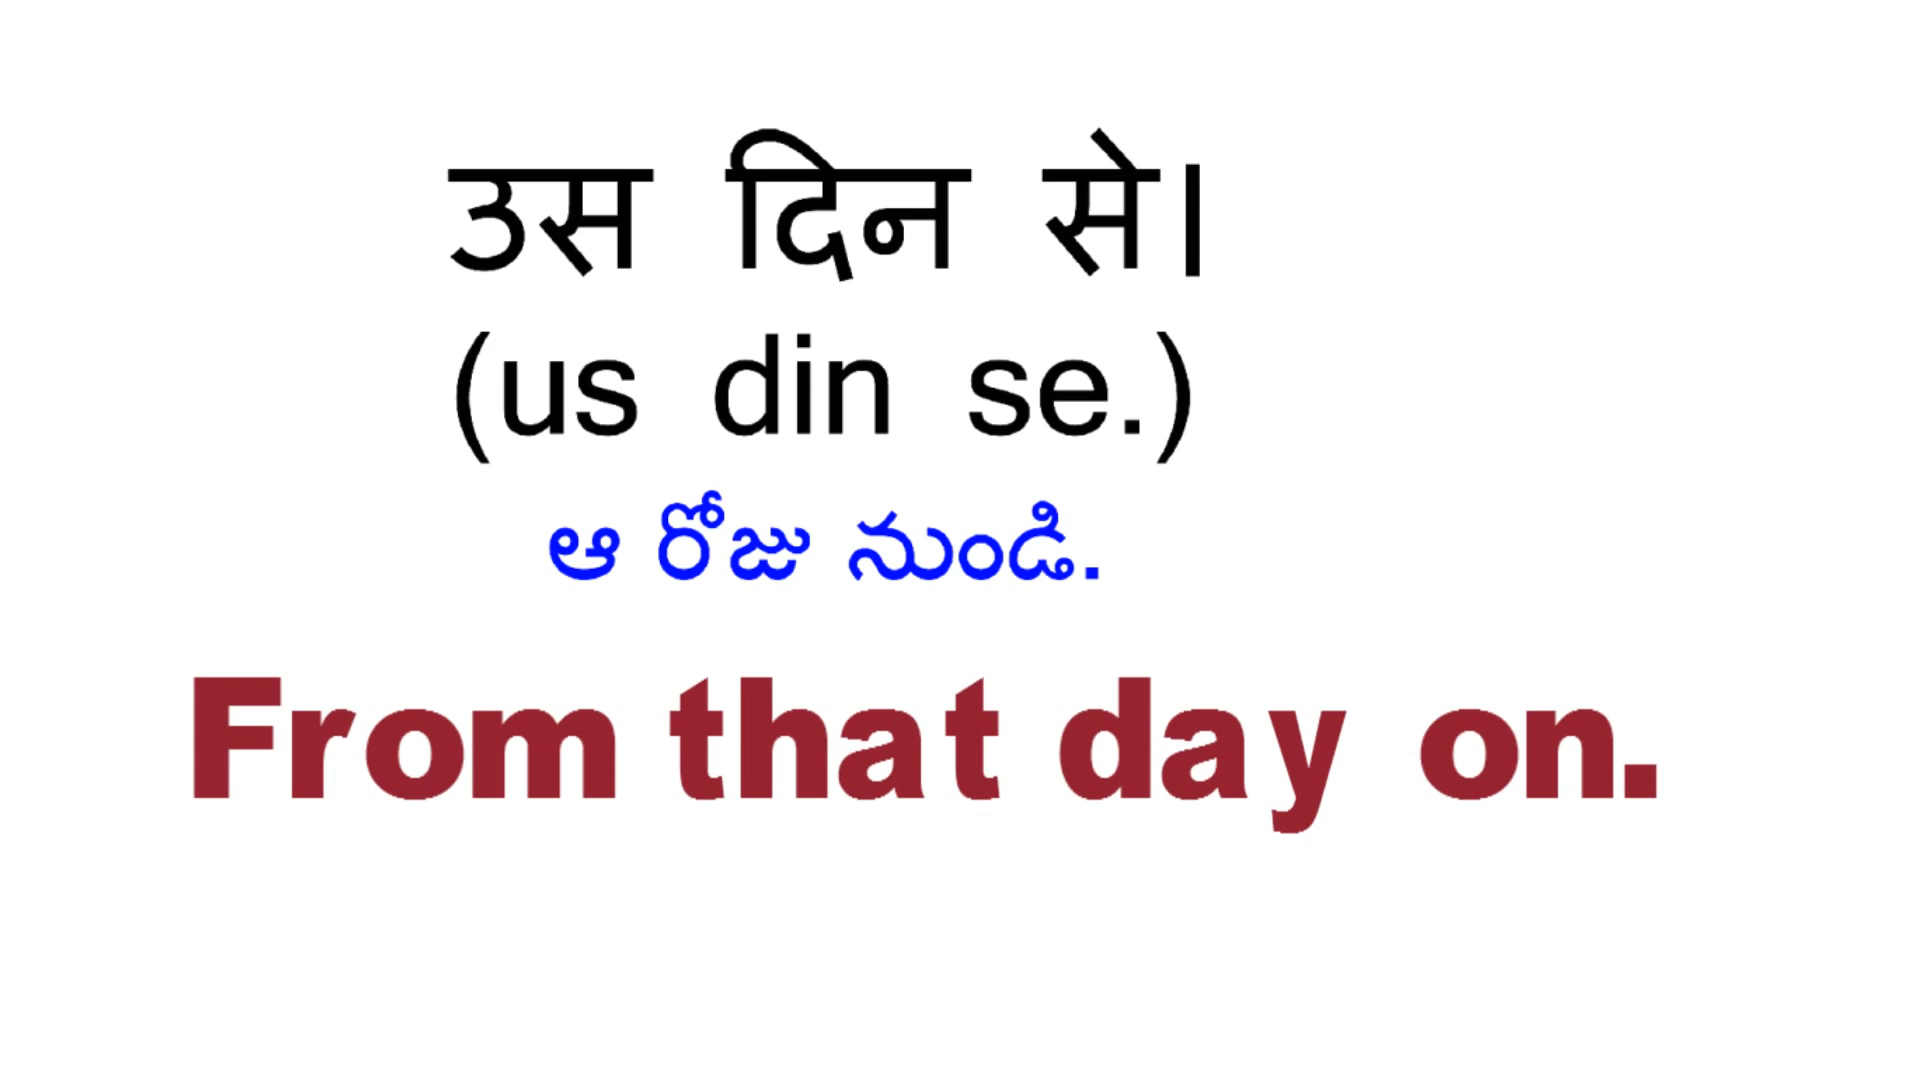 उस दिन से।
(us din se.)
ఆ రోజు నుండి.
From that day on.